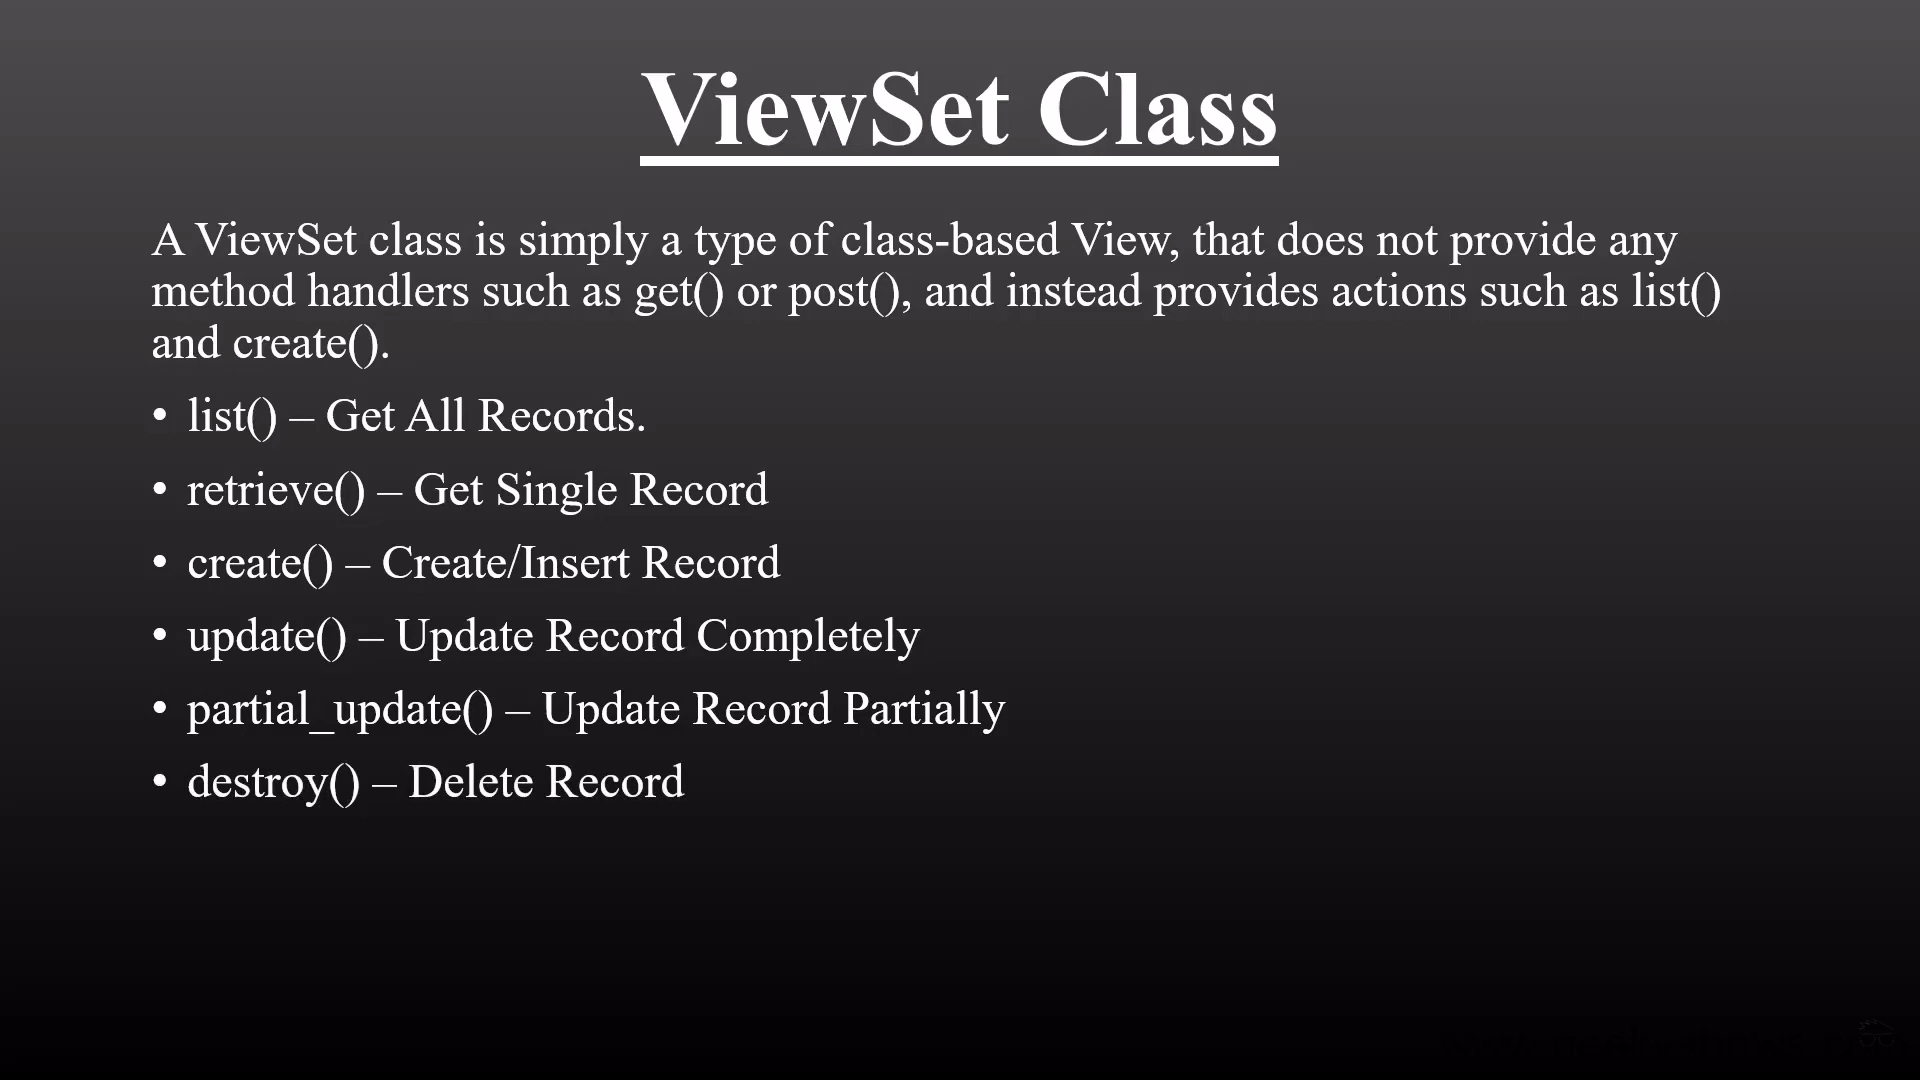 ViewSet Class
A ViewSet class is simply a type of class-based View, that does not provide any
method handlers such as get() or post(), and instead provides actions such as list()
and create().
• list() – Get All Records.
• retrieve() – Get Single Record
• create() – Create/Insert Record
• update() – Update Record Completely
• partial_update() – Update Record Partially
• destroy() – Delete Record